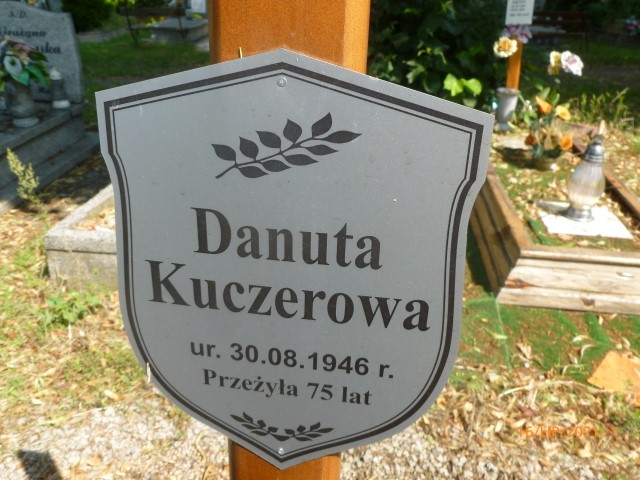 Danuta
Kuczerowa
ur. 30.08.1946 r.
Przeżyła 75 lat
Ś.P.